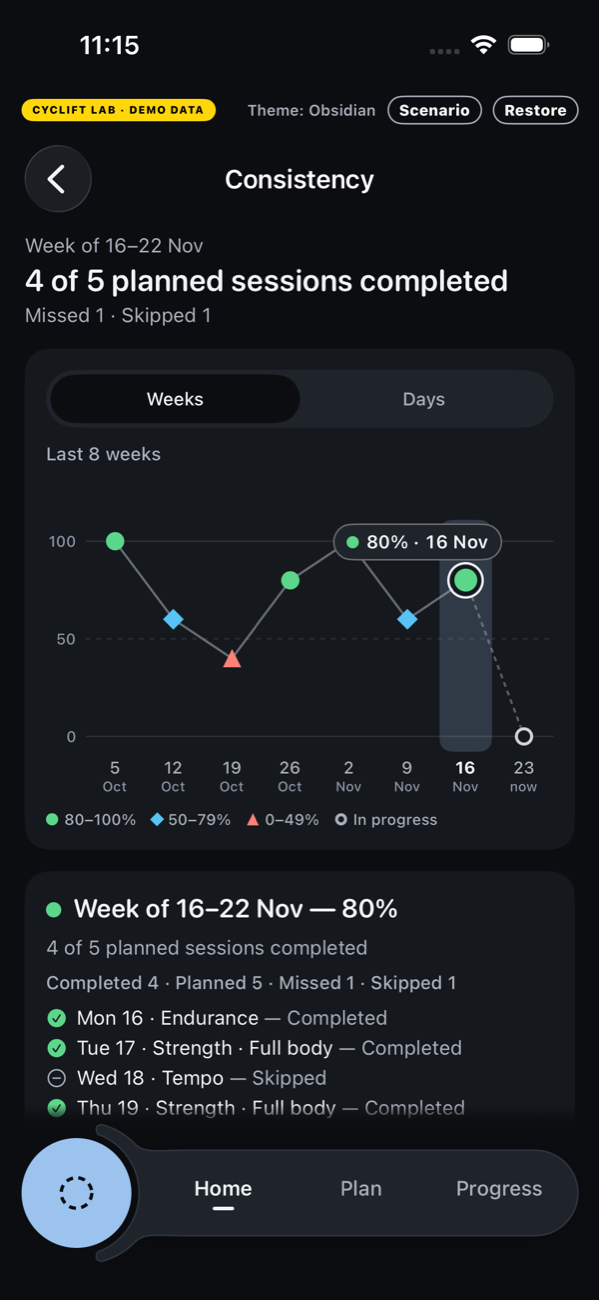 11:15
CYCLIFT LAB · DEMO DATA Theme: Obsidian Scenario Restore
Consistency
Week of 16–22 Nov
4 of 5 planned sessions completed
Missed 1 · Skipped 1
Weeks Days
Last 8 weeks
80% · 16 Nov
100
50
0
5 12 19 26 2 9 16 23
Oct Oct Oct Oct Nov Nov Nov now
80–100% 50–79% 0–49% In progress
Week of 16–22 Nov — 80%
4 of 5 planned sessions completed
Completed 4 · Planned 5 · Missed 1 · Skipped 1
Mon 16 · Endurance — Completed
Tue 17 · Strength · Full body — Completed
Wed 18 · Tempo — Skipped
Thu 19 · Strength · Full body — Completed
Home Plan Progress